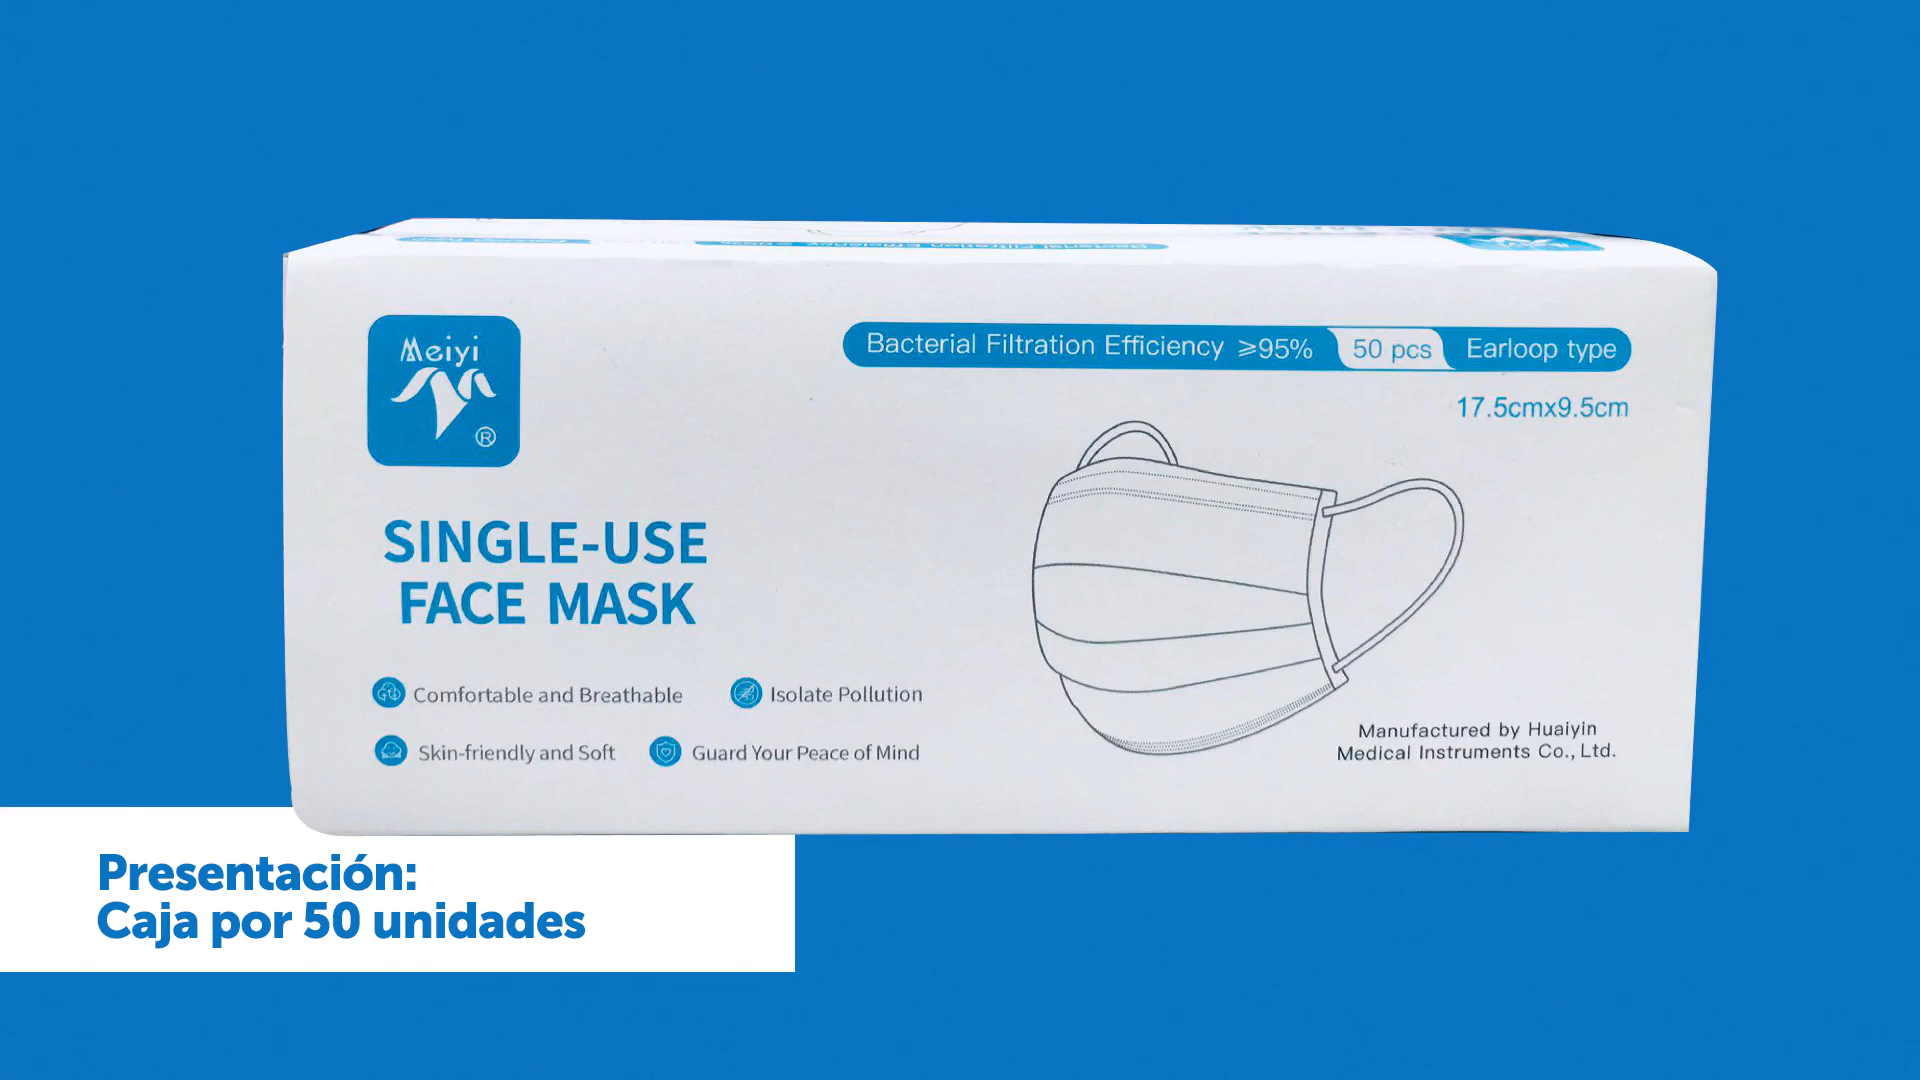 Meiyi
®
Bacterial Filtration Efficiency ≥95% 50 pcs Earloop type
17.5cmx9.5cm
SINGLE-USE
FACE MASK
Comfortable and Breathable
Isolate Pollution
Skin-friendly and Soft
Guard Your Peace of Mind
Manufactured by Huaiyin
Medical Instruments Co., Ltd.
Presentación:
Caja por 50 unidades